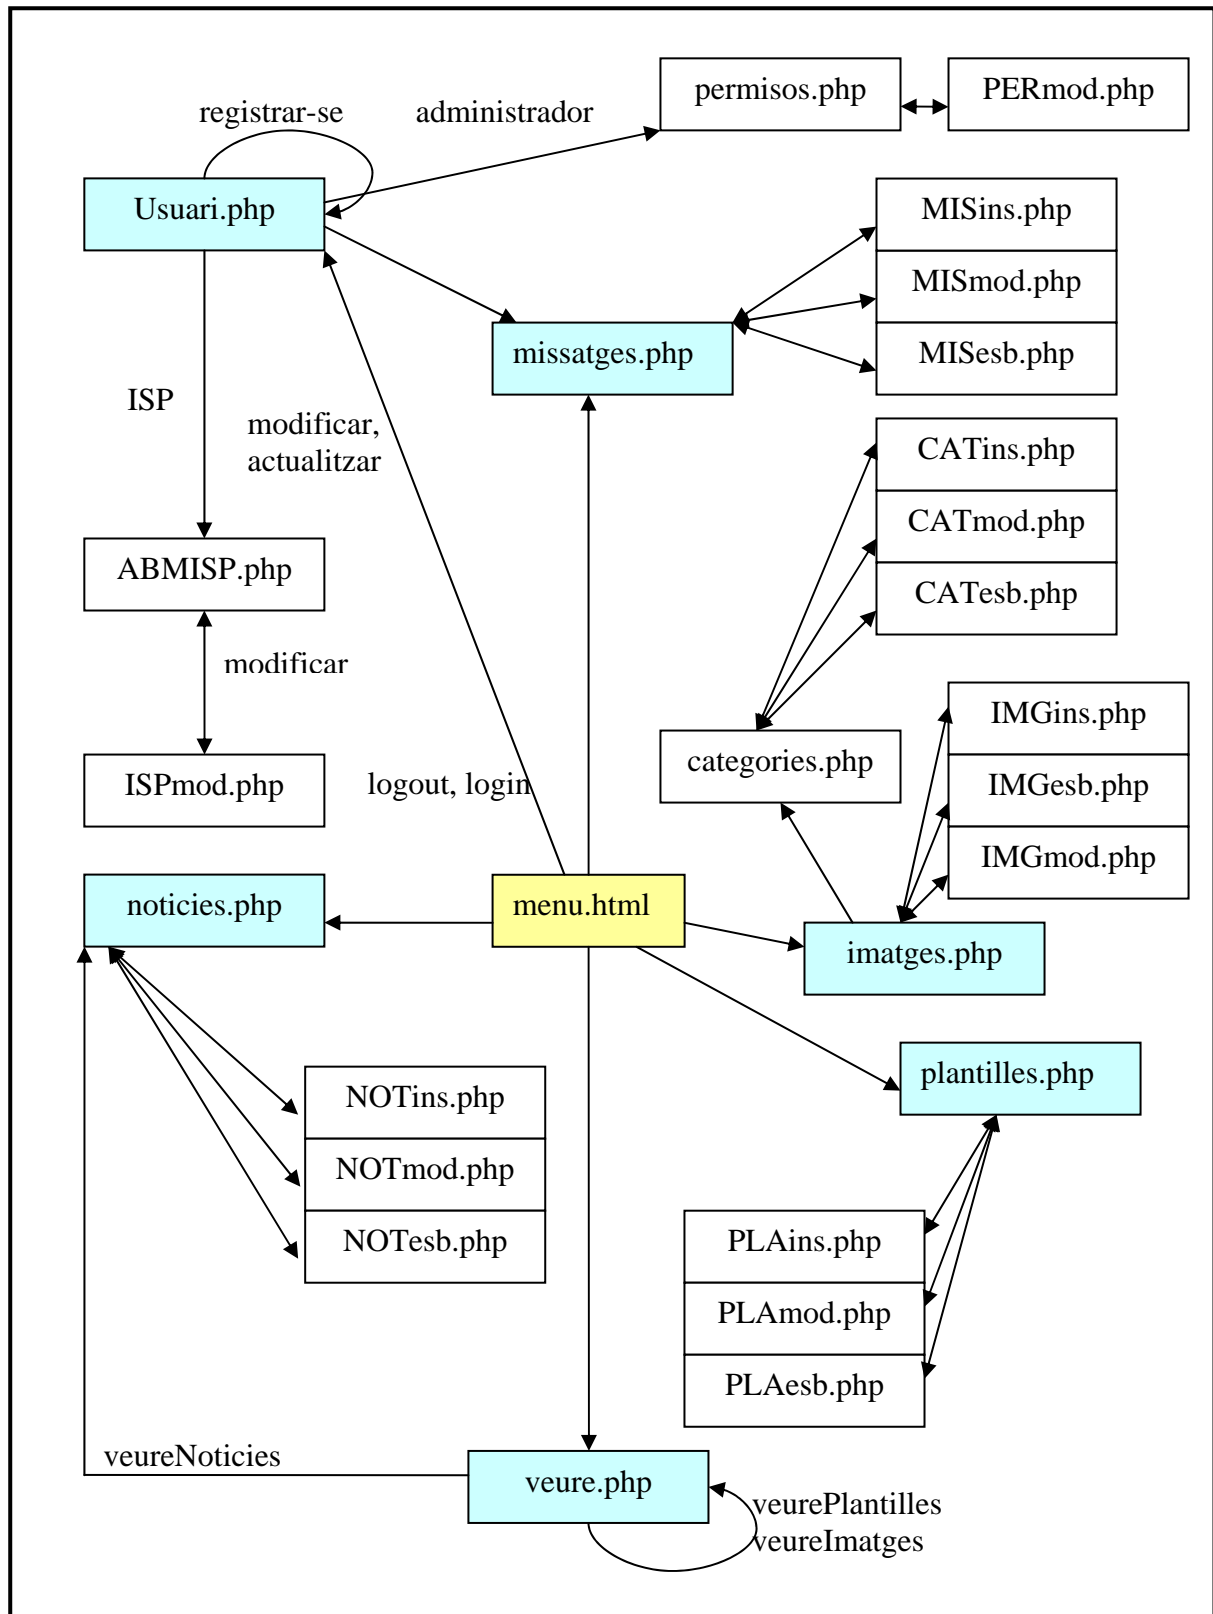 permisos.php
PERmod.php
registrar-se
administrador
Usuari.php
MISins.php
MISmod.php
MISesb.php
missatges.php
ISP
modificar,
actualitzar
CATins.php
CATmod.php
CATesb.php
ABMISP.php
modificar
IMGins.php
IMGesb.php
IMGmod.php
categories.php
ISPmod.php
logout, login
noticies.php
menu.html
imatges.php
plantilles.php
NOTins.php
NOTmod.php
NOTesb.php
PLAins.php
PLAmod.php
PLAesb.php
veureNoticies
veure.php
veurePlantilles
veureImatges